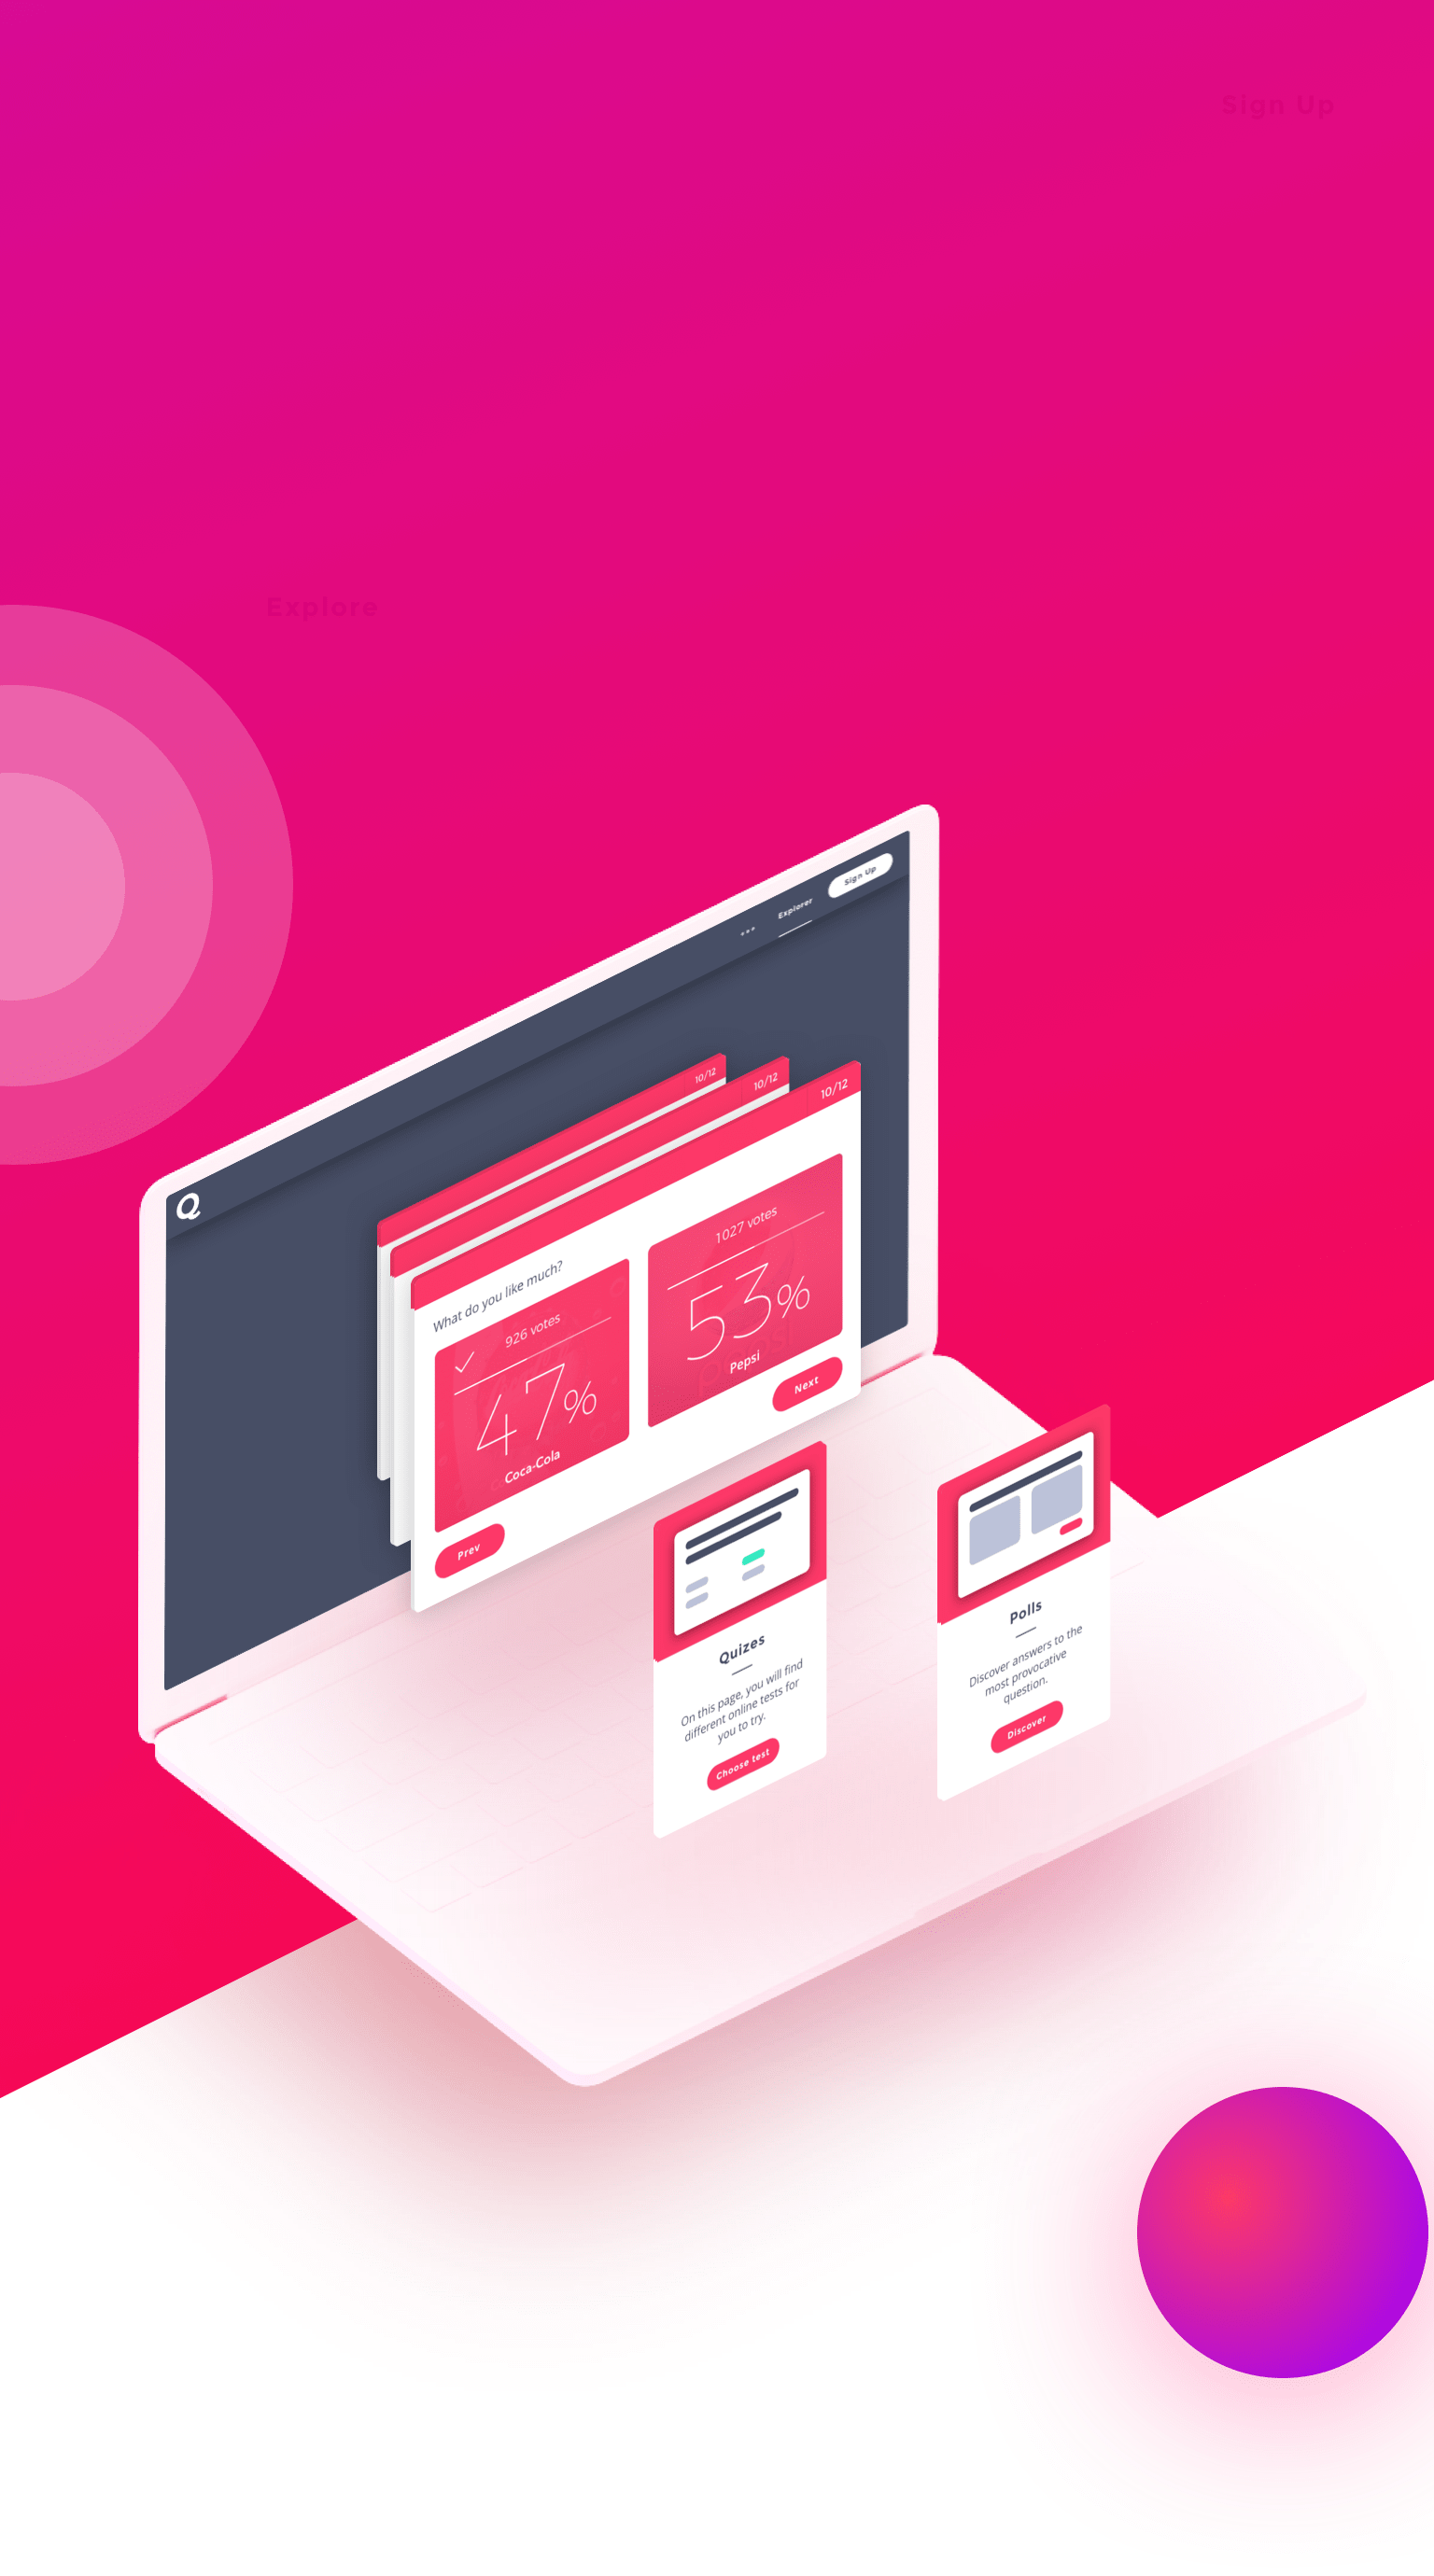 Sign Up
Explore
Sign Up
Explorer
Q
10/12
10/12
10/12
What do you like much?
926 votes
47%
Coca-Cola
1027 votes
53%
Pepsi
Prev
Next
Quizes
On this page, you will find
different online tests for
you to try.
Choose test
Polls
Discover answers to the
most provocative
question.
Discover